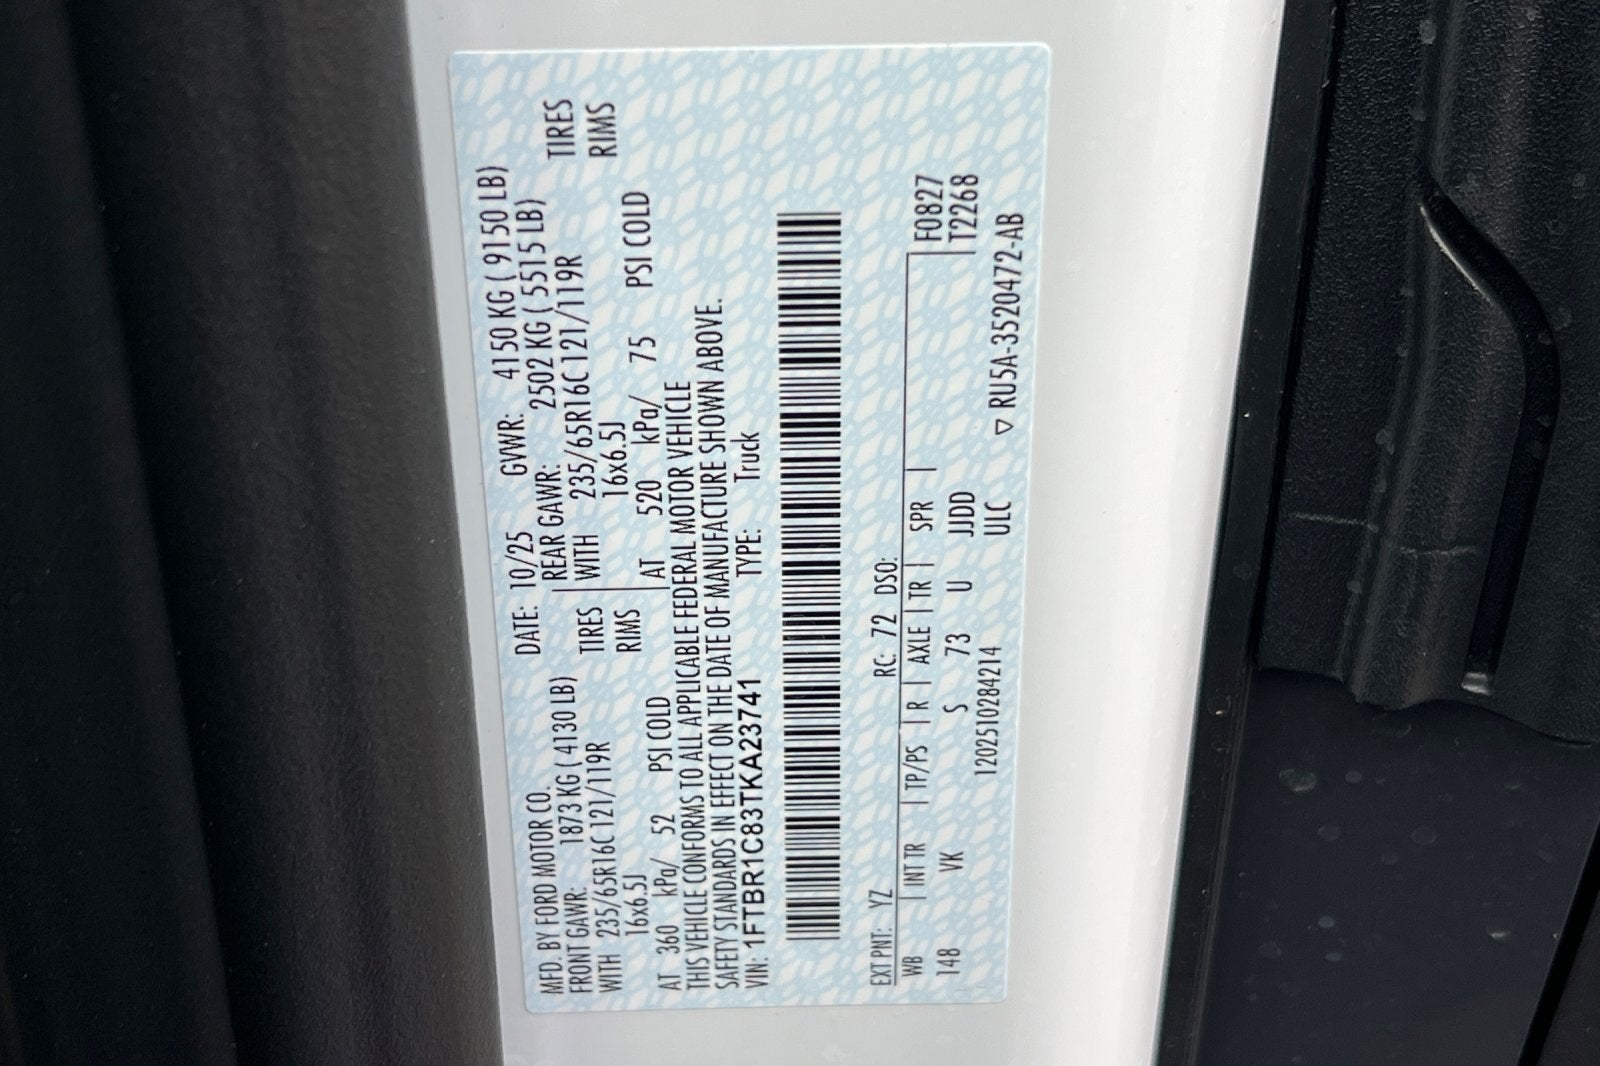 MFD. BY FORD MOTOR CO. DATE: 10/25 GVWR: 4150 KG ( 9150 LB)
FRONT GAWR: 1873 KG ( 4130 LB) REAR GAWR: 2502 KG ( 5515 LB)
WITH 235/65R16C 121/119R TIRES WITH 235/65R16C 121/119R TIRES
16x6.5J RIMS 16x6.5J RIMS
AT 360 kPa/ 52 PSI COLD AT 520 kPa/ 75 PSI COLD
THIS VEHICLE CONFORMS TO ALL APPLICABLE FEDERAL MOTOR VEHICLE
SAFETY STANDARDS IN EFFECT ON THE DATE OF MANUFACTURE SHOWN ABOVE.
VIN: 1FTBR1C83TKA23741 TYPE: Truck
EXT PNT: YZ RC: 72 DSO:
WB INT TR TP/PS R AXLE TR SPR F0827
148 VK S 73 U JJDD T2268
1202510284214 ULC ▽ RU5A-3520472-AB